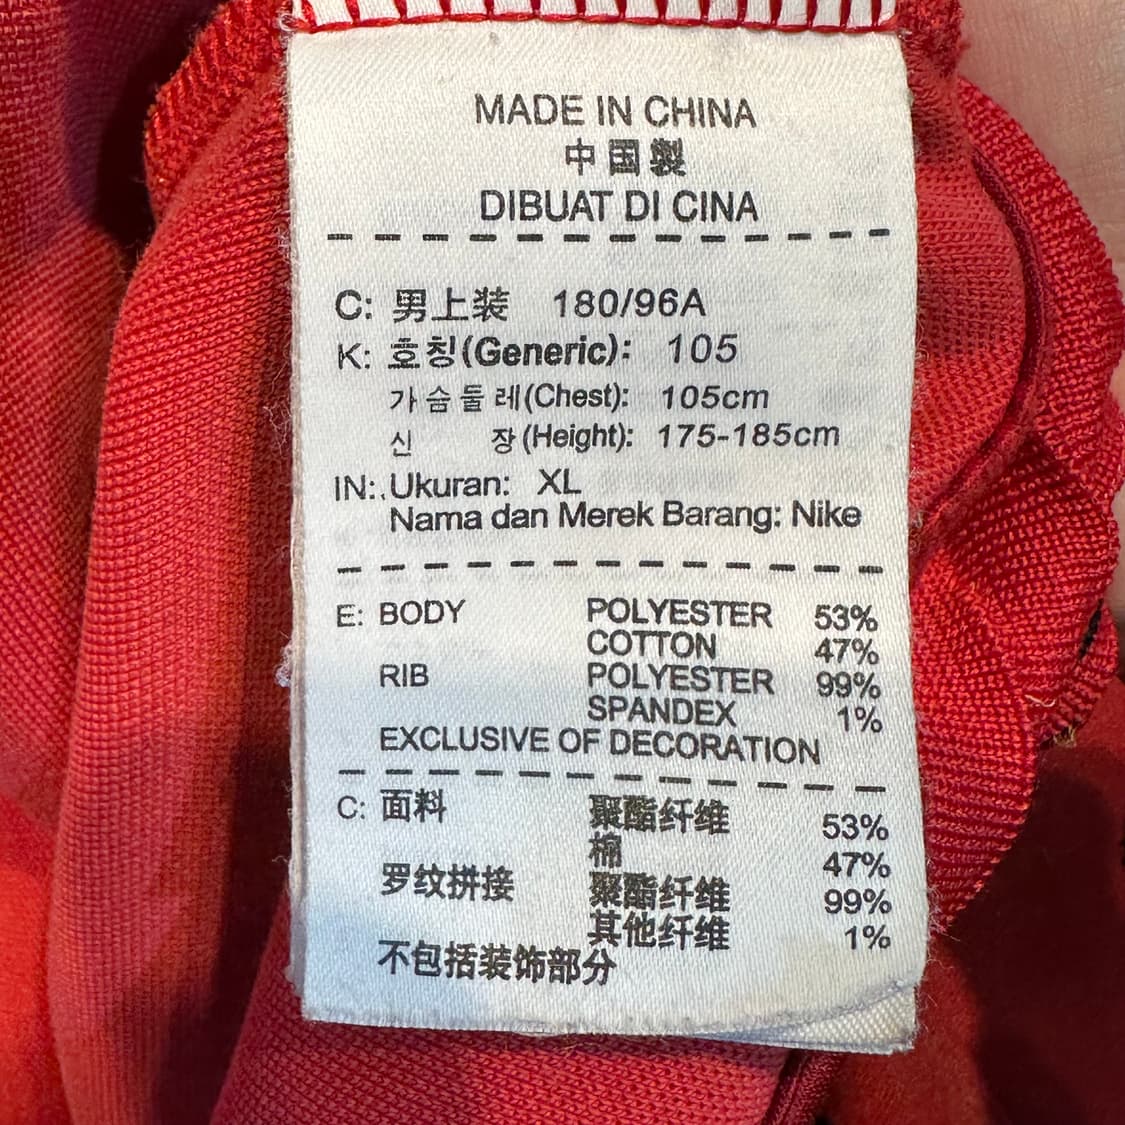 MADE IN CHINA
中国製
DIBUAT DI CINA
C: 男上装 180/96A
K: 호칭(Generic): 105
가슴둘레(Chest): 105cm
신 장(Height): 175-185cm
IN: Ukuran: XL
Nama dan Merek Barang: Nike
E: BODY POLYESTER 53%
COTTON 47%
RIB POLYESTER 99%
SPANDEX 1%
EXCLUSIVE OF DECORATION
C: 面料 聚酯纤维 53%
棉 47%
罗纹拼接 聚酯纤维 99%
其他纤维 1%
不包括装饰部分